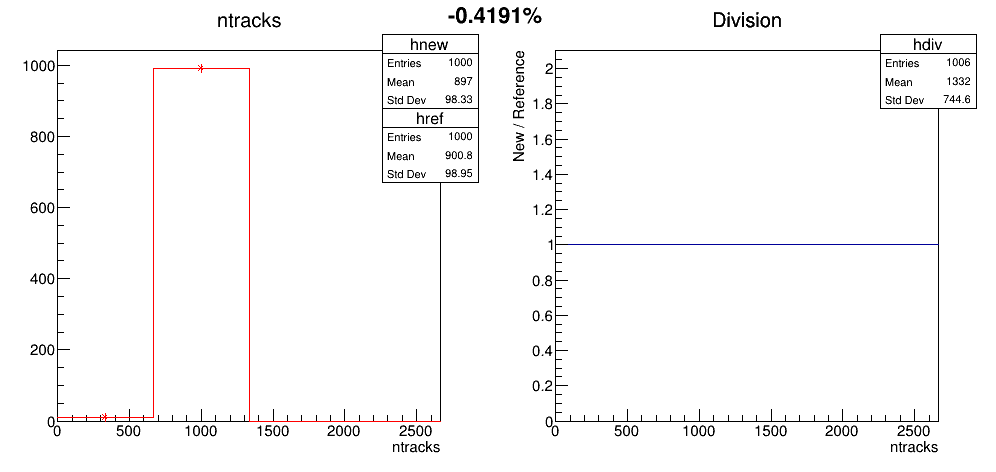 -0.4191%
ntracks
hnew
Entries 1000
Mean 897
Std Dev 98.33
href
Entries 1000
Mean 900.8
Std Dev 98.95
1000
800
600
400
200
0
0 500 1000 1500 2000 2500
ntracks
Division
hdiv
Entries 1006
Mean 1332
Std Dev 744.6
New / Reference
2
1.8
1.6
1.4
1.2
1
0.8
0.6
0.4
0.2
0
0 500 1000 1500 2000 2500
ntracks